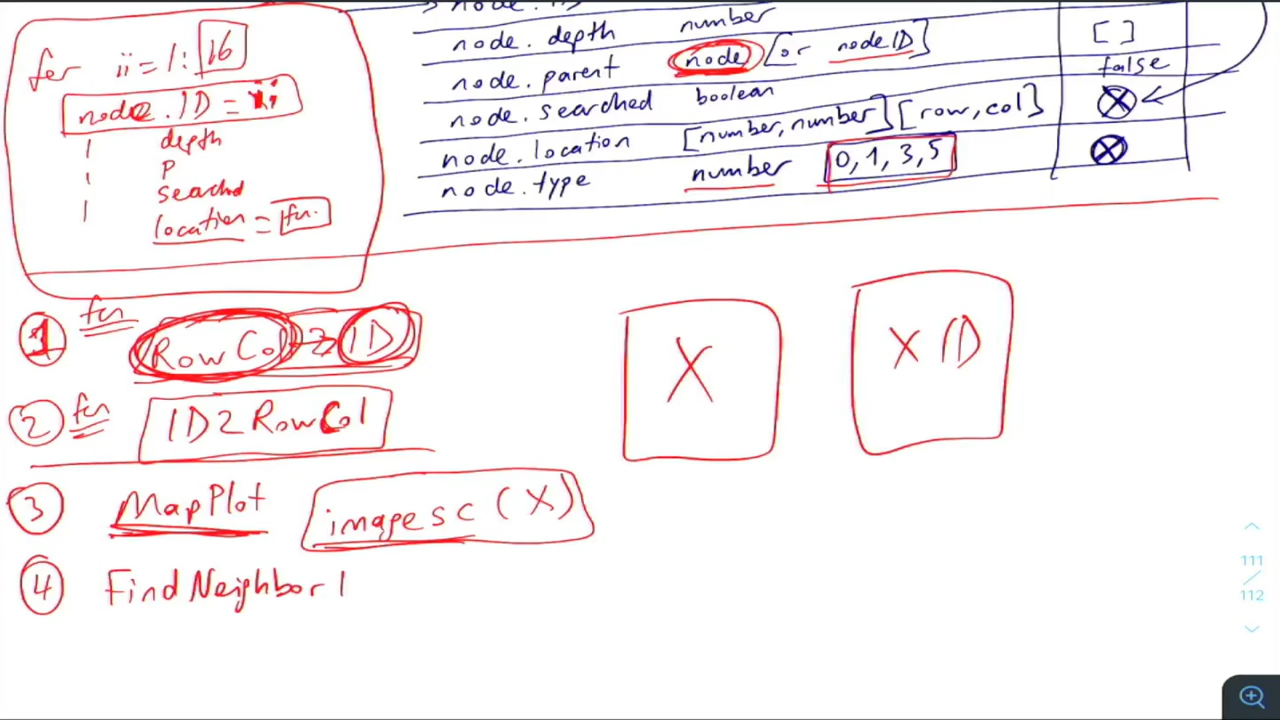 for ii = 1: 16
node.ID = ii
depth
P
searched
location = fcn.
node.depth number [ ]
node.parent node [or nodeID] false
node.searched boolean
node.location [number, number] [row, col]
node.type number 0, 1, 3, 5
1 fcn RowCol 2 ID
2 fcn ID2RowCol
3 MapPlot imagesc (X)
4 FindNeighbor I
X
X ID
111
/
112